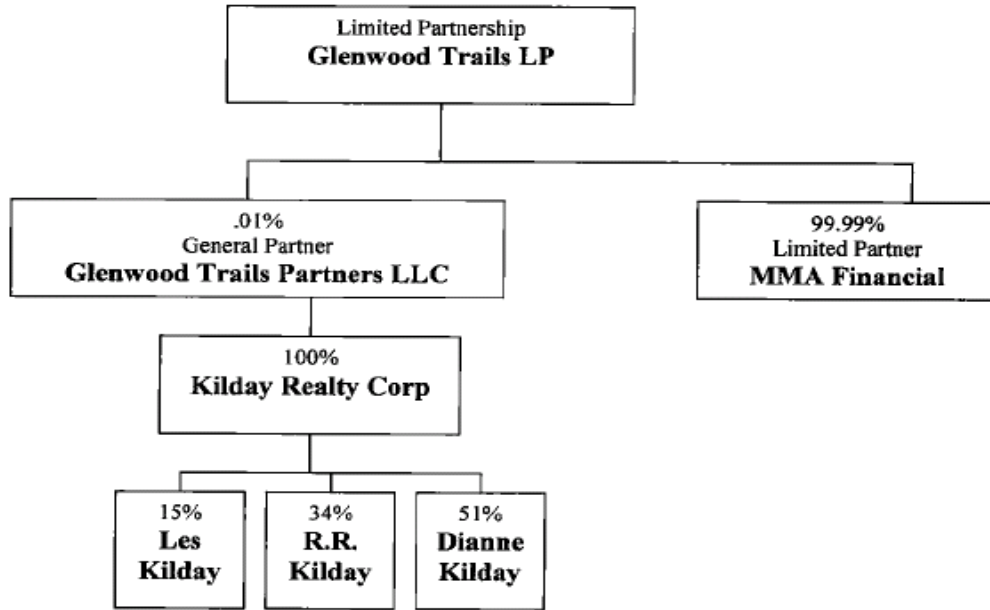 Limited Partnership
Glenwood Trails LP
.01%
General Partner
Glenwood Trails Partners LLC
99.99%
Limited Partner
MMA Financial
100%
Kilday Realty Corp
15%
Les
Kilday
34%
R.R.
Kilday
51%
Dianne
Kilday